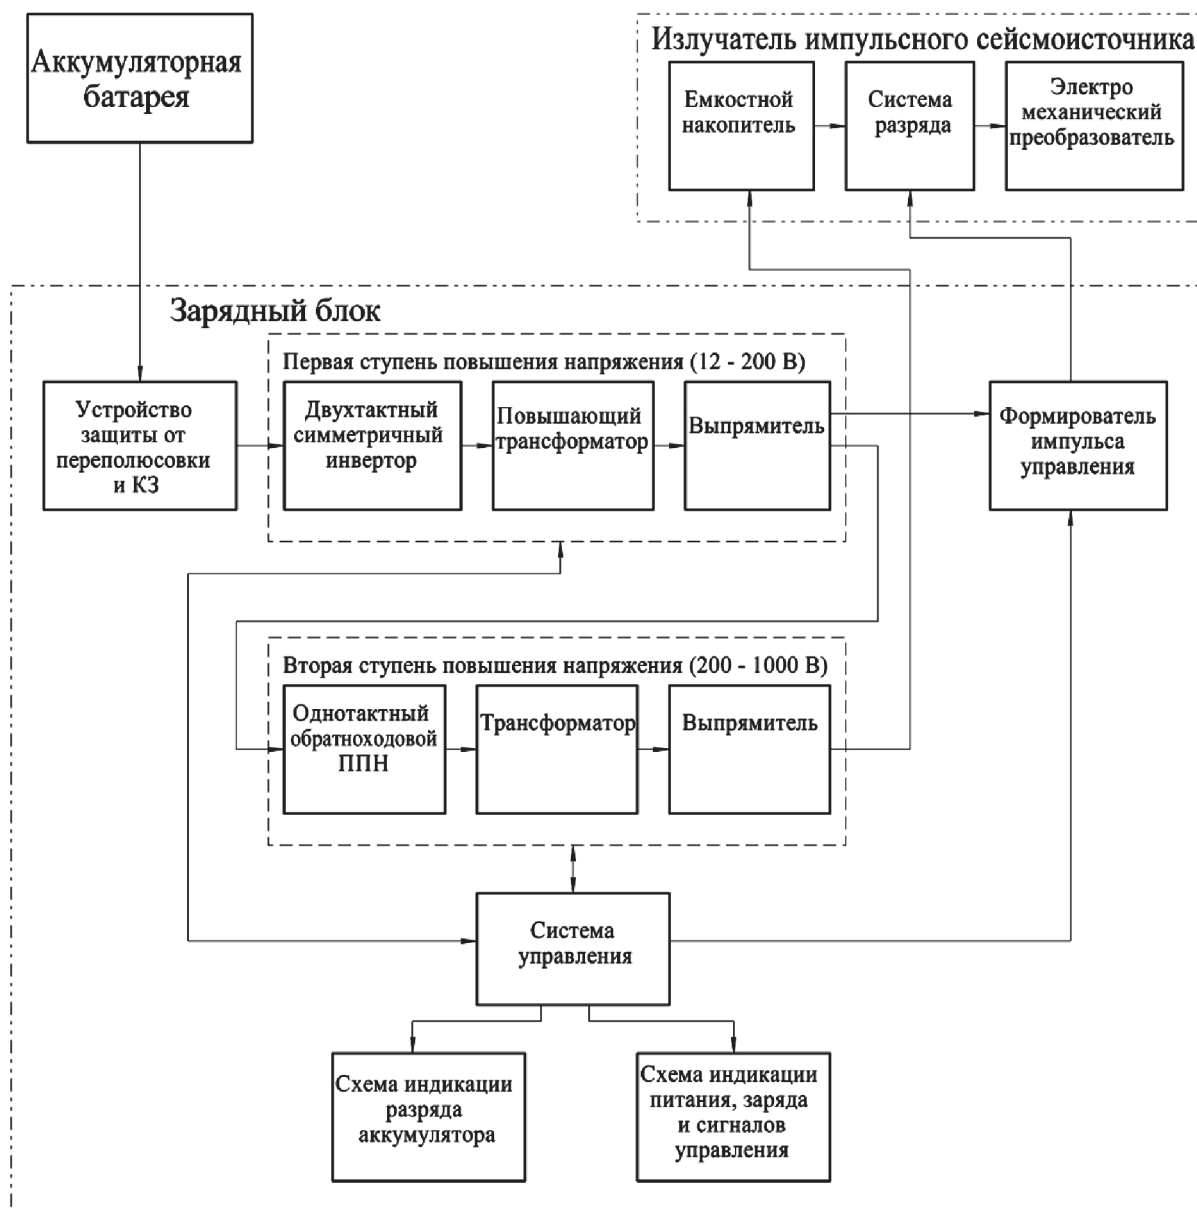 Аккумуляторная
батарея
Излучатель импульсного сейсмоисточника
Емкостной
накопитель
Система
разряда
Электро
механический
преобразователь
Зарядный блок
Первая ступень повышения напряжения (12 - 200 В)
Устройство
защиты от
переполюсовки
и КЗ
Двухтактный
симметричный
инвертор
Повышающий
трансформатор
Выпрямитель
Формирователь
импульса
управления
Вторая ступень повышения напряжения (200 - 1000 В)
Однотактный
обратноходовой
ППН
Трансформатор
Выпрямитель
Система
управления
Схема индикации
разряда
аккумулятора
Схема индикации
питания, заряда
и сигналов
управления